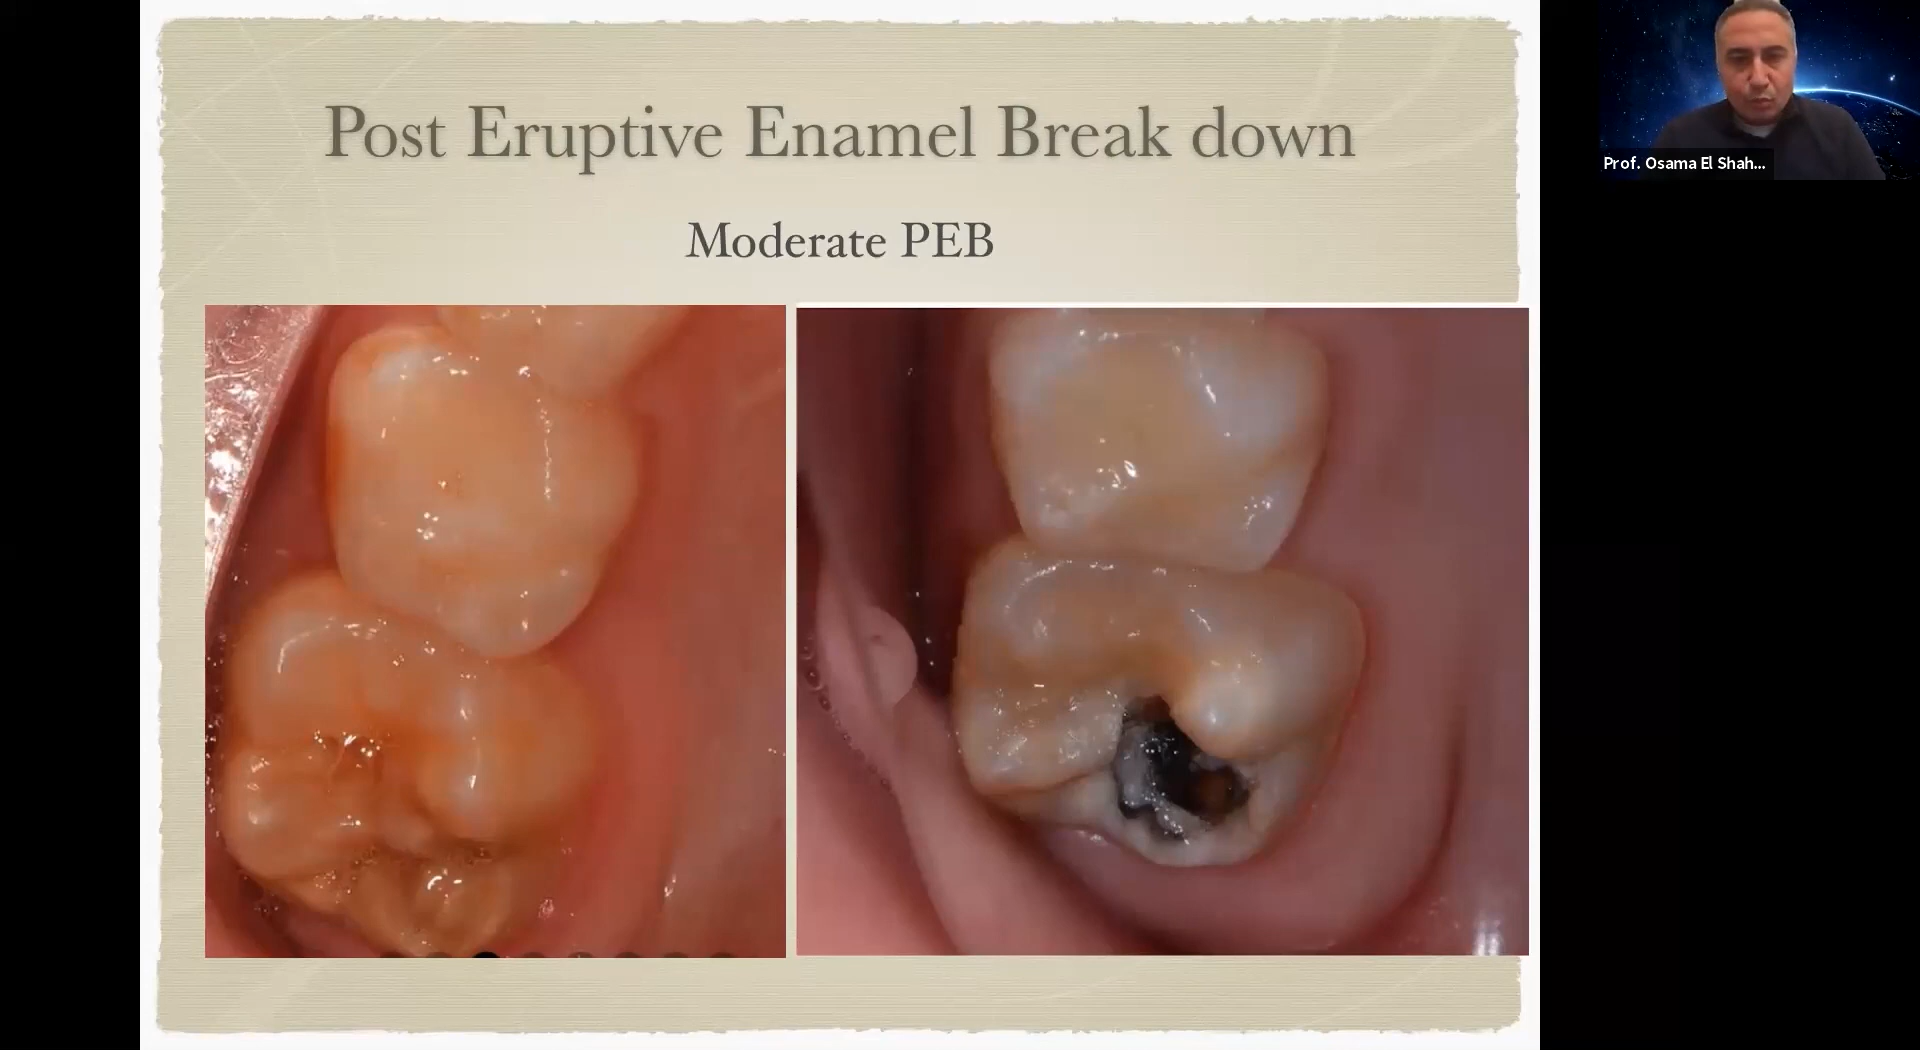 Post Eruptive Enamel Break down
Moderate PEB
Prof. Osama El Shah...